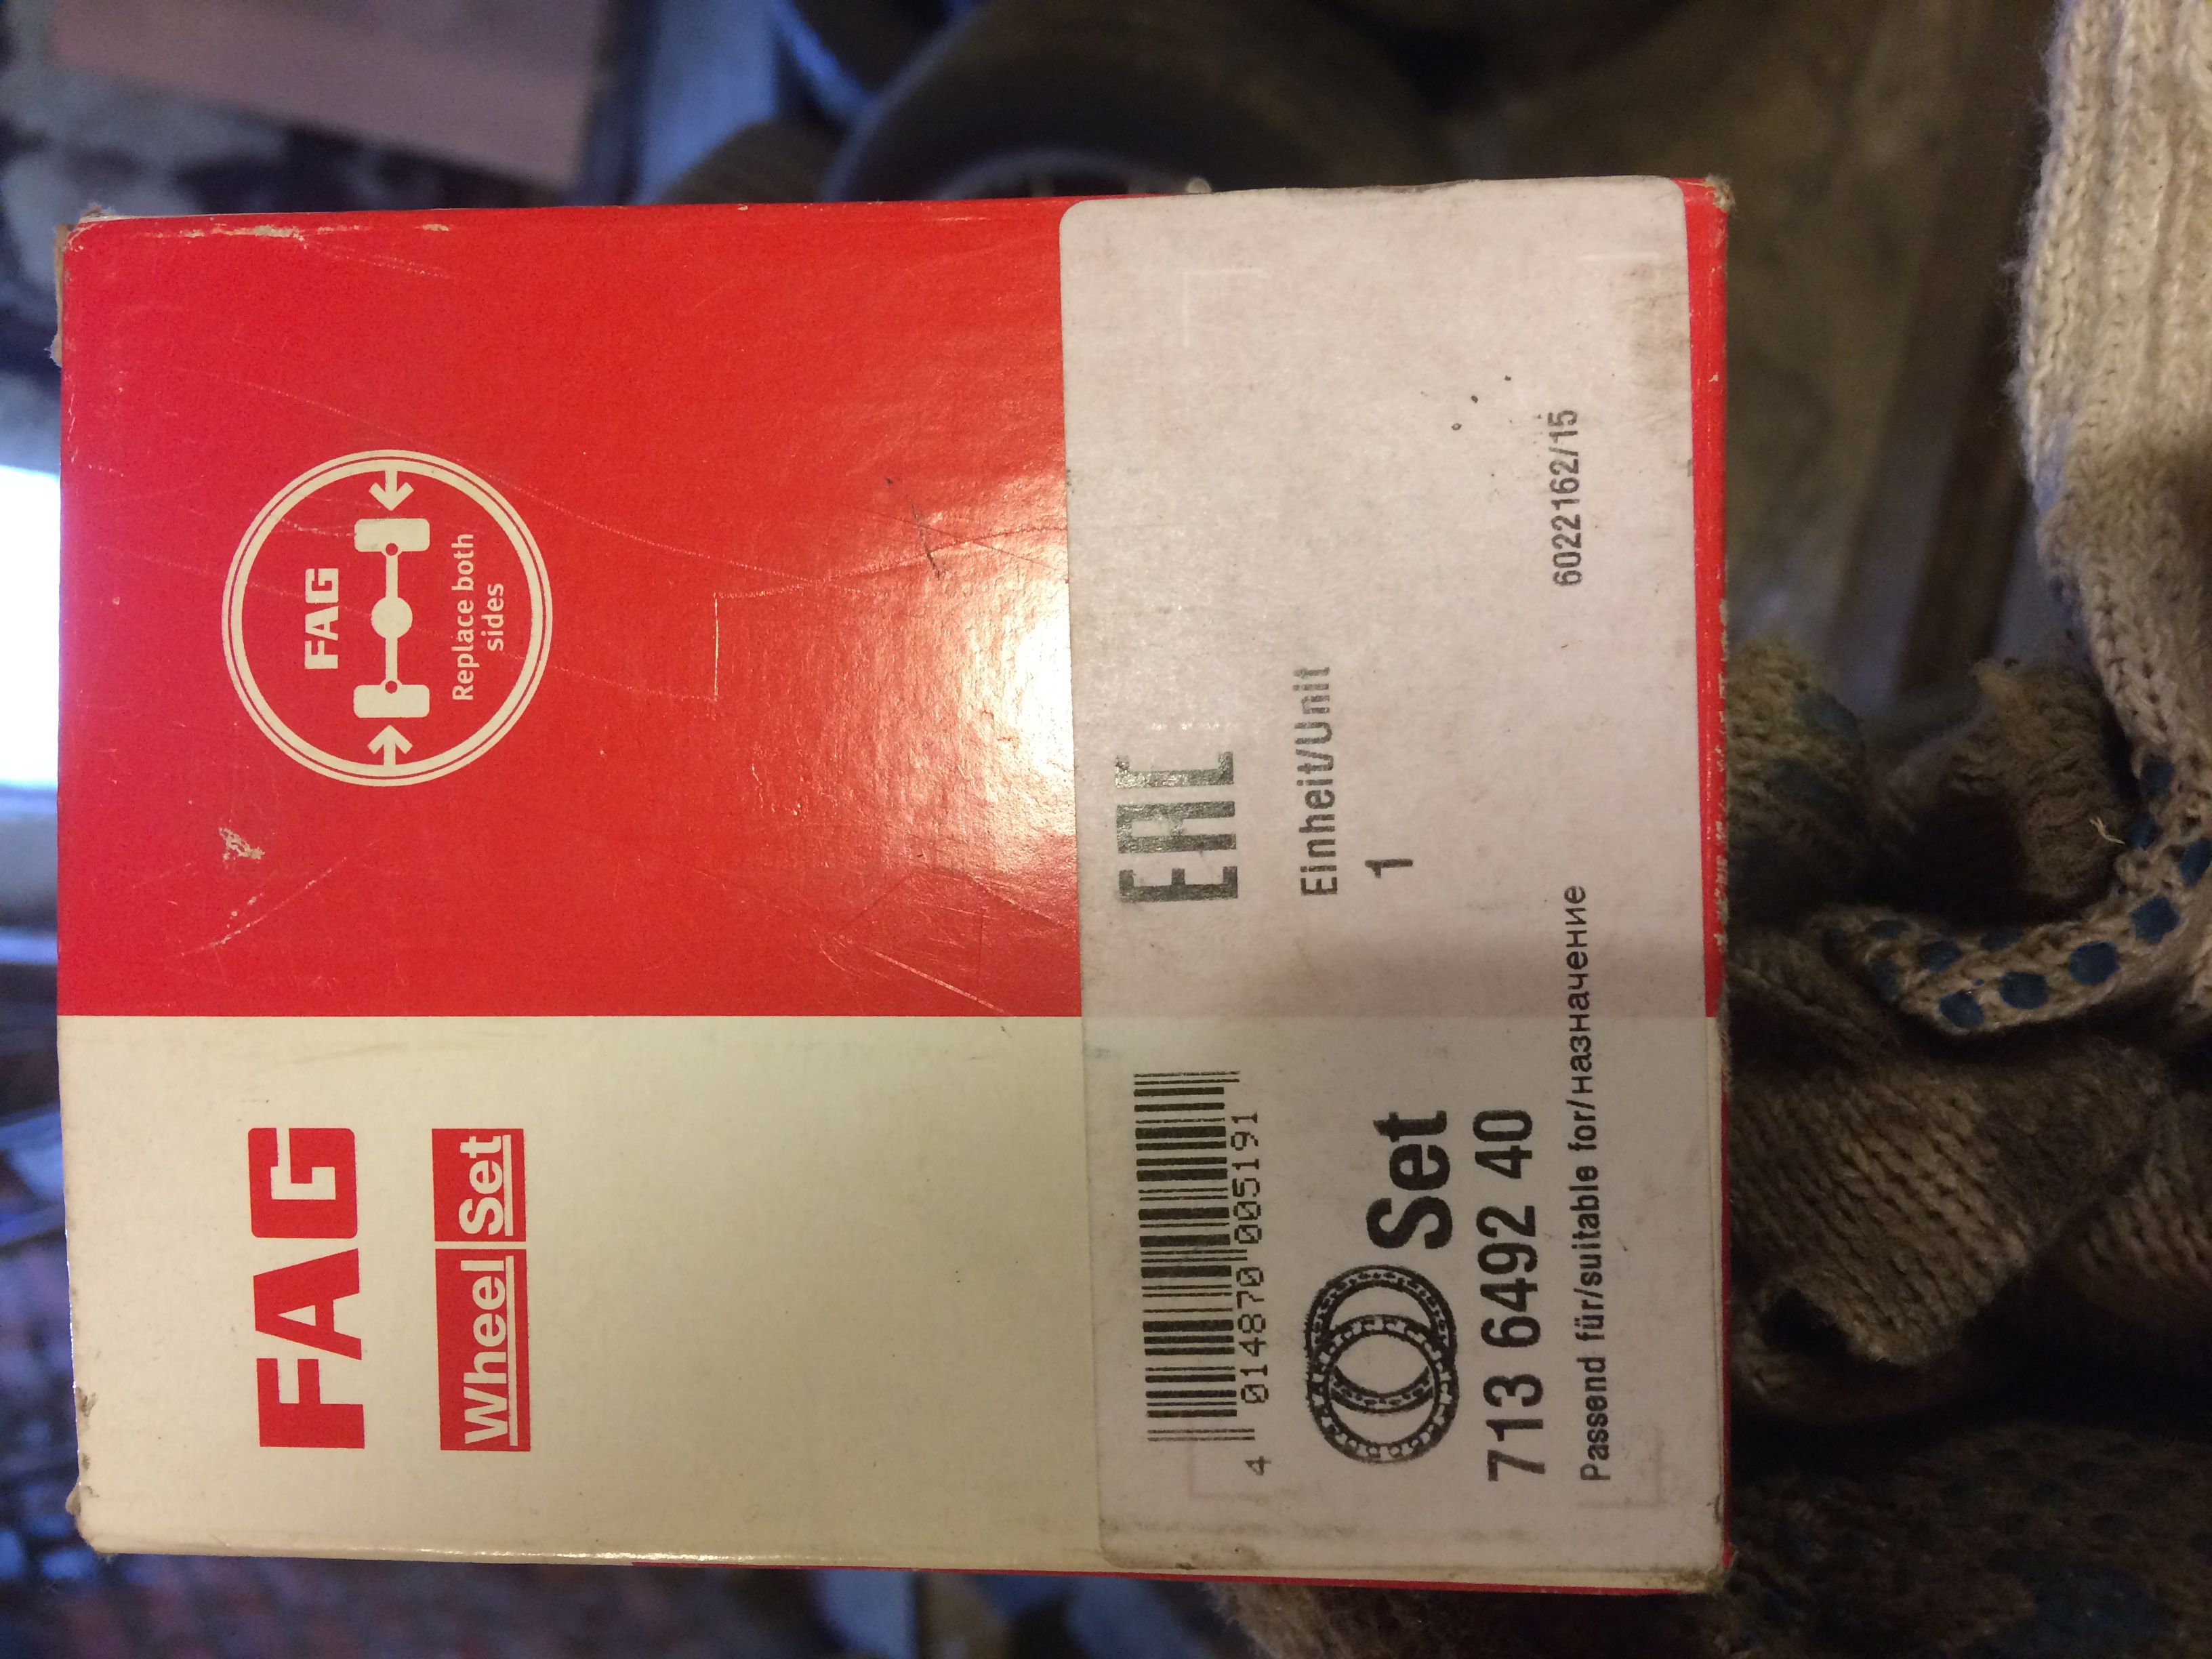 FAG
Wheel Set
FAG
Replace both
sides
4 014870 005191
EAC
Set
Einheit/Unit
1
713 6492 40
Passend für/suitable for/назначение
6022162/15